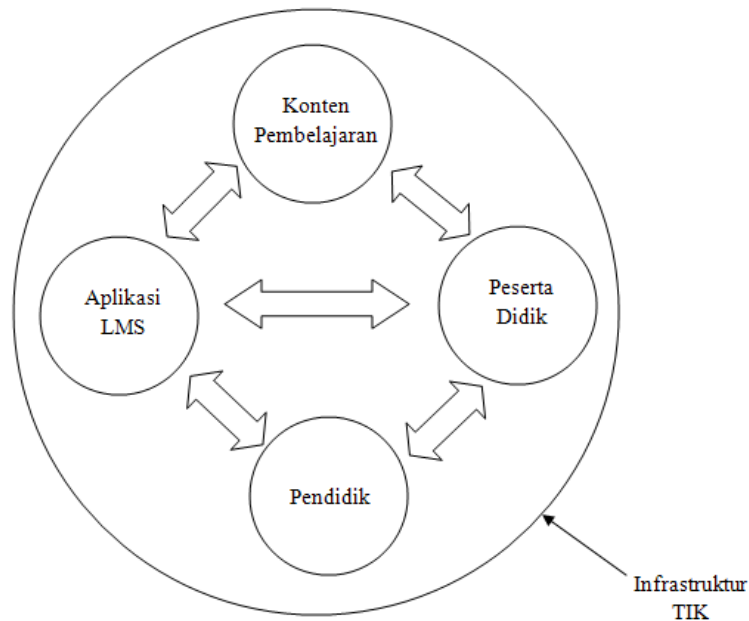 Konten
Pembelajaran
Aplikasi
LMS
Peserta
Didik
Pendidik
Infrastruktur
TIK